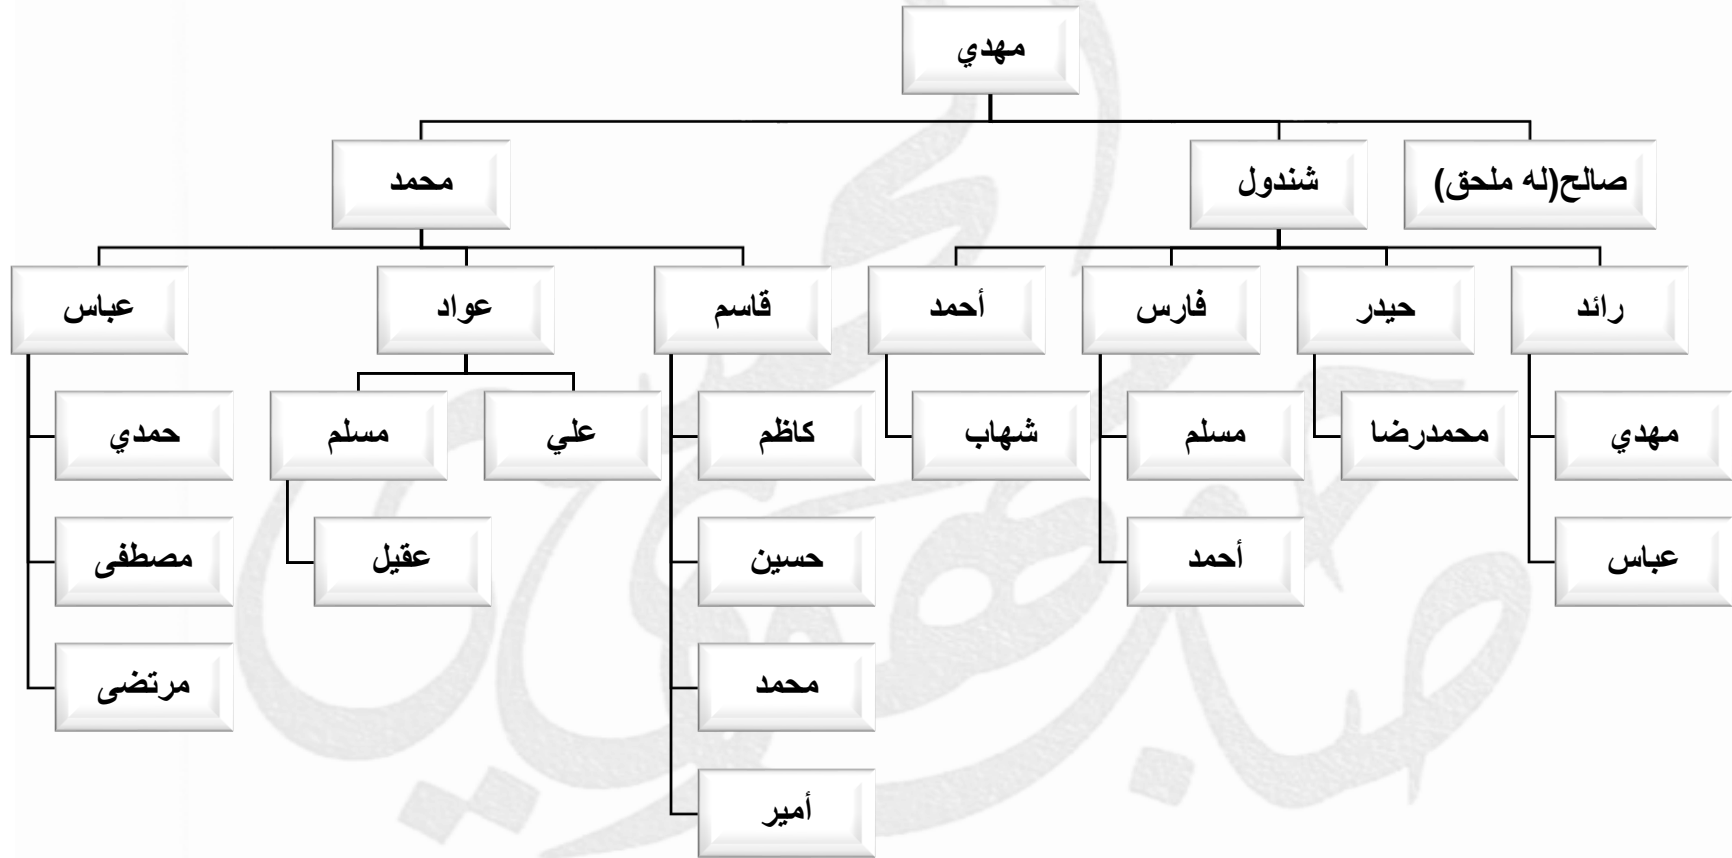 مهدي
صالح(له ملحق)
شندول
محمد
رائد
حيدر
فارس
أحمد
قاسم
عواد
عباس
مهدي
محمدرضا
مسلم
شهاب
كاظم
علي
مسلم
حمدي
عباس
أحمد
حسين
عقيل
مصطفى
محمد
مرتضى
أمير